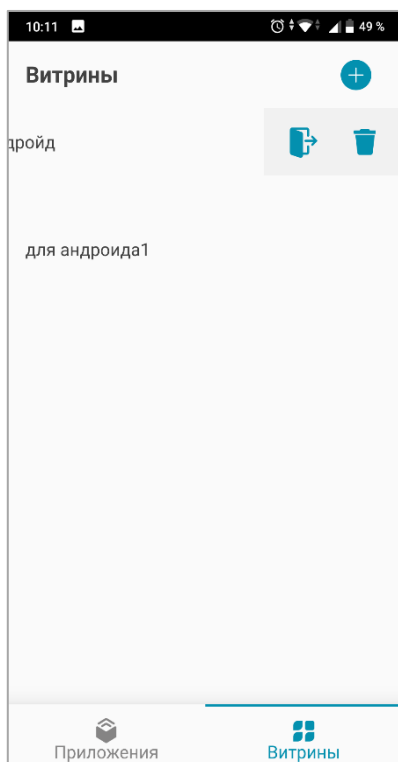 10:11 49 %
Витрины
дройд
для андроида1
Приложения Витрины